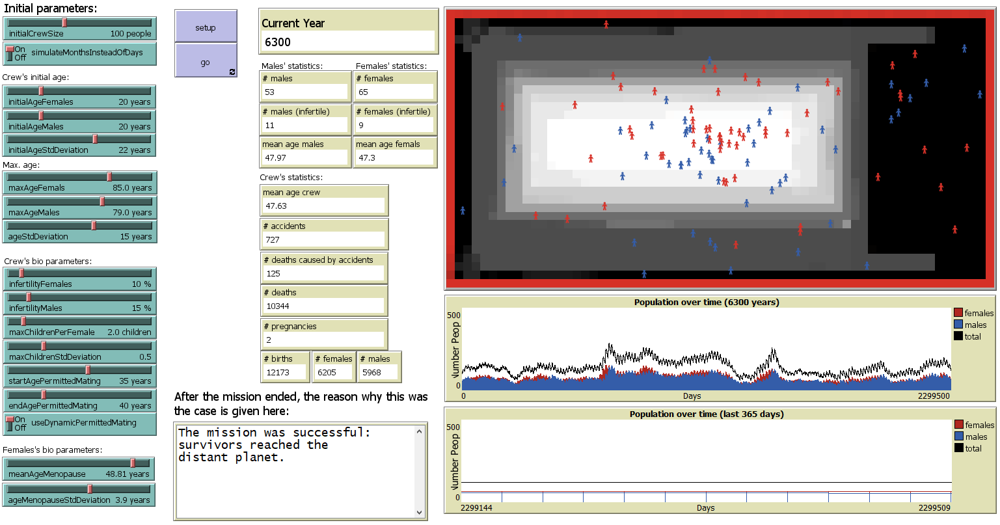 Initial parameters:
initialCrewSize 100 people
On
Off
simulateMonthsInsteadOfDays
Crew's initial age:
initialAgeFemales 20 years
initialAgeMales 20 years
initialAgeStdDeviation 22 years
Max. age:
maxAgeFemals 85.0 years
maxAgeMales 79.0 years
ageStdDeviation 15 years
Crew's bio parameters:
infertilityFemales 10 %
infertilityMales 15 %
maxChildrenPerFemale 2.0 children
maxChildrenStdDeviation 0.5
startAgePermittedMating 35 years
endAgePermittedMating 40 years
On
Off
useDynamicPermittedMating
Females's bio parameters:
meanAgeMenopause 48.81 years
ageMenopauseStdDeviation 3.9 years
setup
go
Current Year
6300
Males' statistics: Females' statistics:
# males # females
53 65
# males (infertile) # females (infertile)
11 9
mean age males mean age femals
47.97 47.3
Crew's statistics:
mean age crew
47.63
# accidents
727
# deaths caused by accidents
125
# deaths
10344
# pregnancies
2
# births # females # males
12173 6205 5968
After the mission ended, the reason why this was
the case is given here:
The mission was successful:
survivors reached the
distant planet.
Population over time (6300 years)
500
Number Peop
0
0 Days 2299500
females
males
total
Population over time (last 365 days)
500
Number Peop
0
2299144 Days 2299509
females
males
total